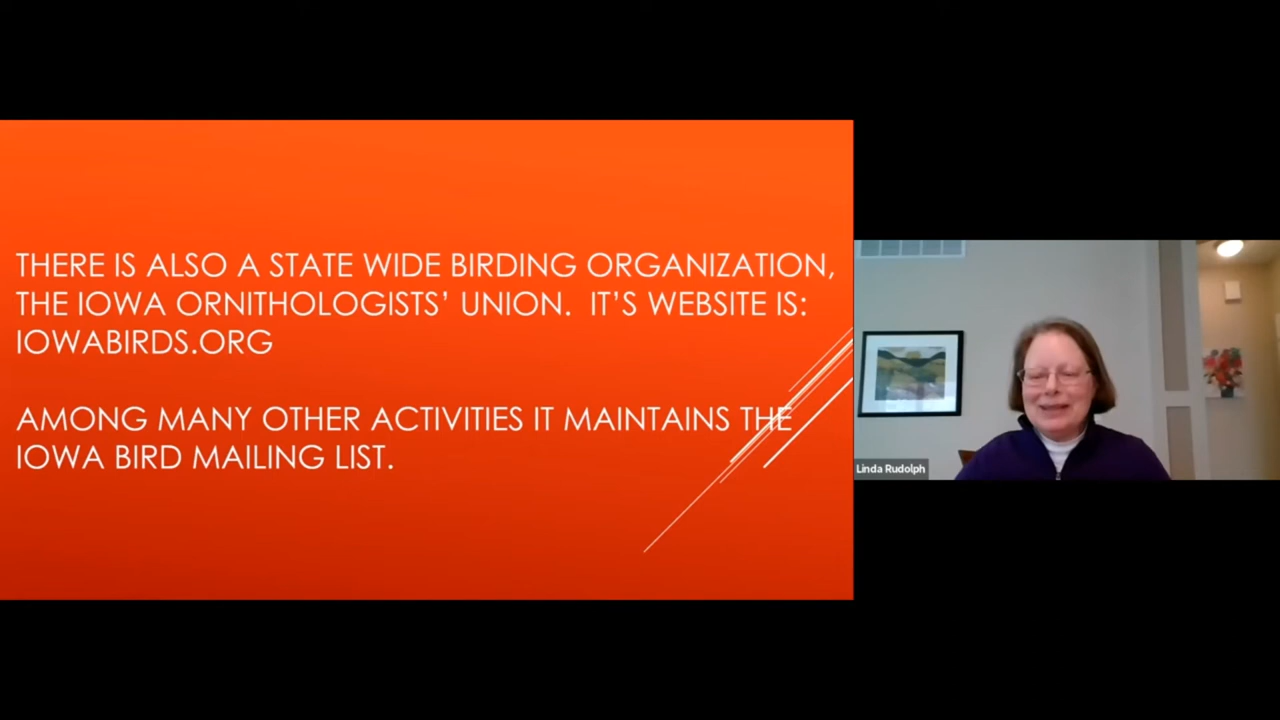 THERE IS ALSO A STATE WIDE BIRDING ORGANIZATION,
THE IOWA ORNITHOLOGISTS' UNION.  IT'S WEBSITE IS:
IOWABIRDS.ORG
AMONG MANY OTHER ACTIVITIES IT MAINTAINS THE
IOWA BIRD MAILING LIST.
Linda Rudolph